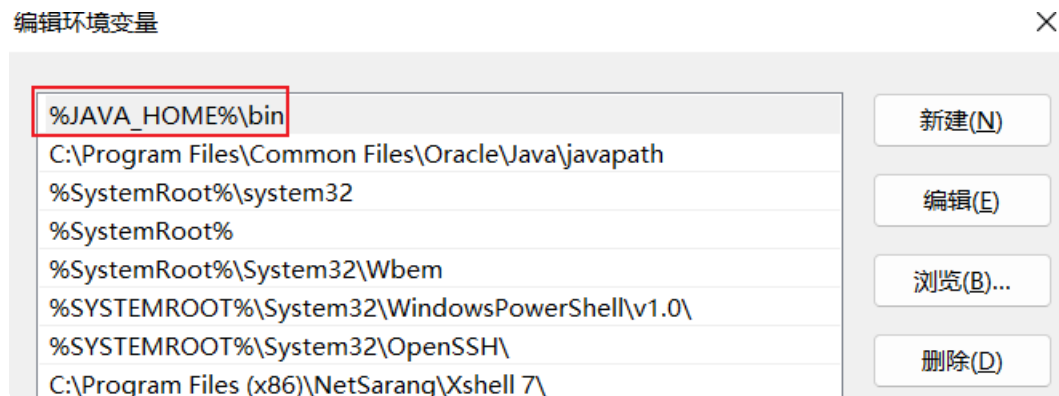 编辑环境变量
%JAVA_HOME%\bin
新建(N)
C:\Program Files\Common Files\Oracle\Java\javapath
%SystemRoot%\system32
编辑(E)
%SystemRoot%
%SystemRoot%\System32\Wbem
浏览(B)...
%SYSTEMROOT%\System32\WindowsPowerShell\v1.0\
%SYSTEMROOT%\System32\OpenSSH\
删除(D)
C:\Program Files (x86)\NetSarang\Xshell 7\